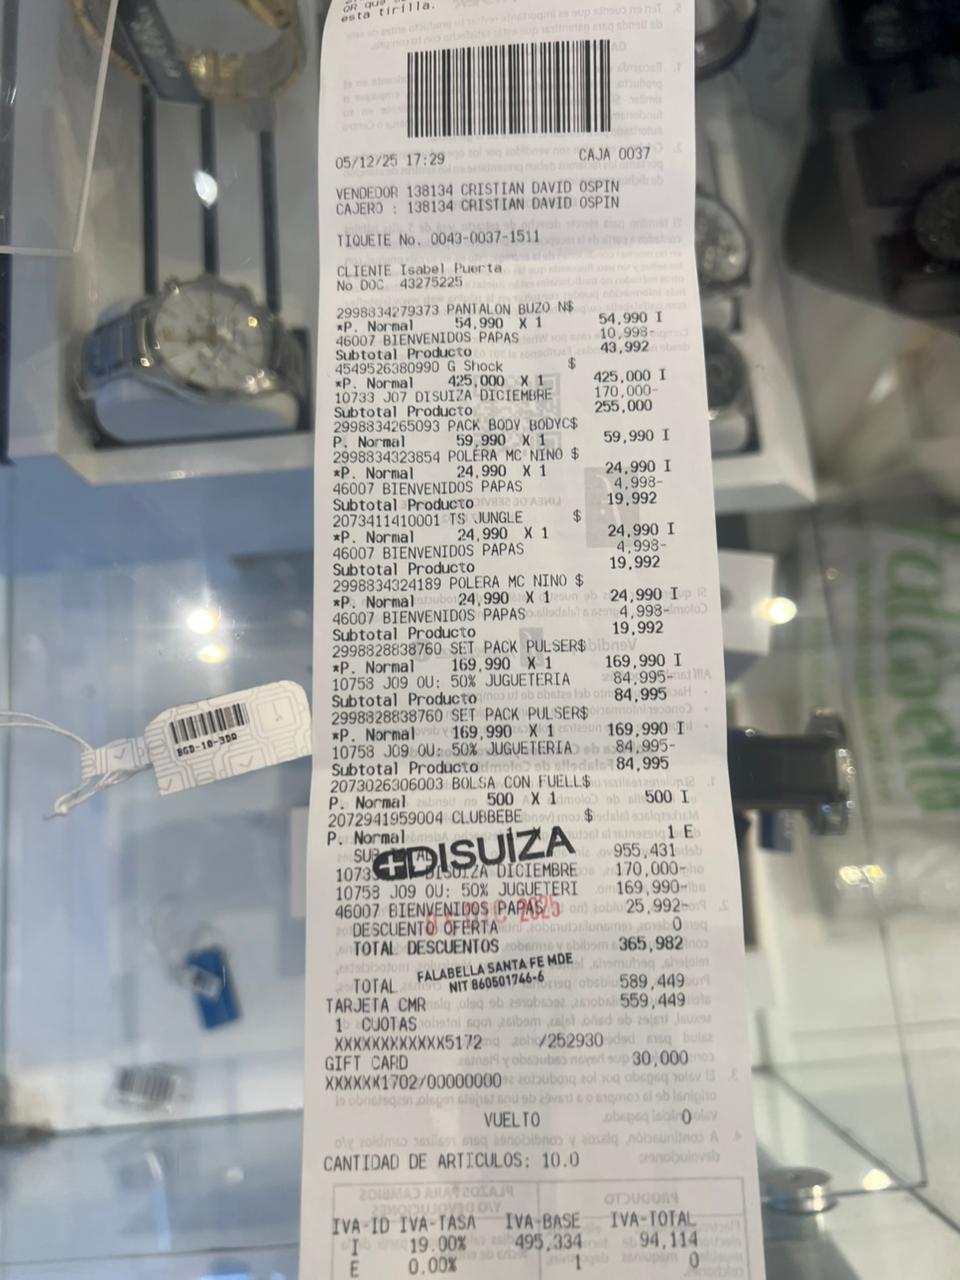 OR que
esta tirilla.
05/12/25 17:29 CAJA 0037
VENDEDOR 138134 CRISTIAN DAVID OSPIN
CAJERO : 138134 CRISTIAN DAVID OSPIN
TIQUETE No. 0043-0037-1511
CLIENTE Isabel Puerta
No DOC 43275225
2998834279373 PANTALON BUZO N$
*P. Normal 54,990 X 1 54,990 I
46007 BIENVENIDOS PAPAS 10,998-
Subtotal Producto 43,992
4549526380990 G Shock $
*P. Normal 425,000 X 1 425,000 I
10733 J07 DISUIZA DICIEMBRE 170,000-
Subtotal Producto 255,000
2998834265093 PACK BODY BODYC$
P. Normal 59,990 X 1 59,990 I
2998834323854 POLERA MC NINO $
*P. Normal 24,990 X 1 24,990 I
46007 BIENVENIDOS PAPAS 4,998-
Subtotal Producto 19,992
2073411410001 TS JUNGLE $
*P. Normal 24,990 X 1 24,990 I
46007 BIENVENIDOS PAPAS 4,998-
Subtotal Producto 19,992
2998834324189 POLERA MC NINO $
*P. Normal 24,990 X 1 24,990 I
46007 BIENVENIDOS PAPAS 4,998-
Subtotal Producto 19,992
2998828838760 SET PACK PULSER$
*P. Normal 169,990 X 1 169,990 I
10758 J09 OU: 50% JUGUETERIA 84,995-
Subtotal Producto 84,995
2998828838760 SET PACK PULSER$
*P. Normal 169,990 X 1 169,990 I
10758 J09 OU: 50% JUGUETERIA 84,995-
Subtotal Producto 84,995
2073026306003 BOLSA CON FUELL$
P. Normal 500 X 1 500 I
2072941959004 CLUBBEBE $
P. Normal 1 E
DISUIZA
955,431
DISUIZA DICIEMBRE 170,000-
10758 J09 OU: 50% JUGUETERI 169,990-
46007 BIENVENIDOS PAPAS 25,992-
DIC 2025
DESCUENTO OFERTA 0
TOTAL DESCUENTOS 365,982
FALABELLA SANTA FE MDE
NIT 860501746-6
TOTAL 589,449
TARJETA CMR 559,449
1 CUOTAS
XXXXXXXXXXXX5172 /252930
GIFT CARD 30,000
XXXXXX1702/00000000
VUELTO 0
CANTIDAD DE ARTICULOS: 10.0
IVA-ID IVA-TASA IVA-BASE IVA-TOTAL
I 19.00% 495,334 94,114
E 0.00% 1 0
BGD-10-3DR